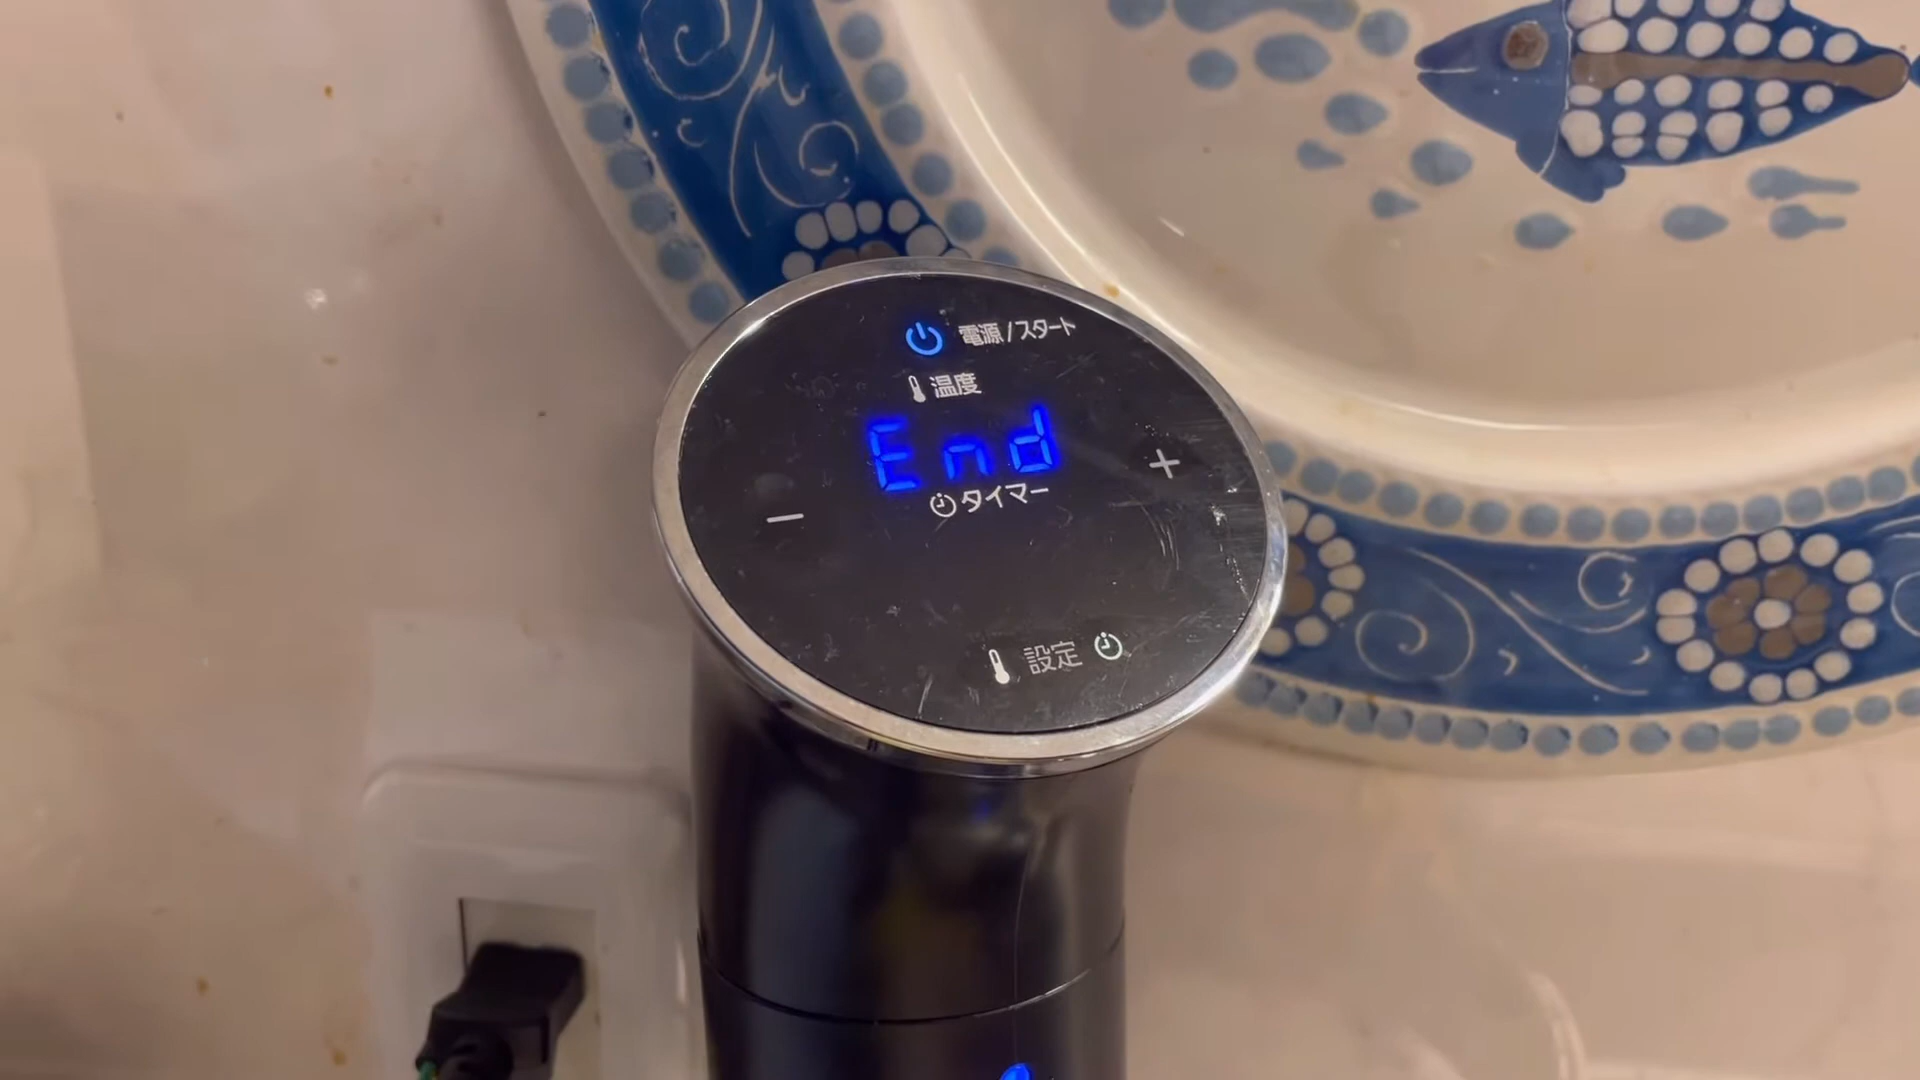 電源/スタート
温度
End
タイマー
− +
設定